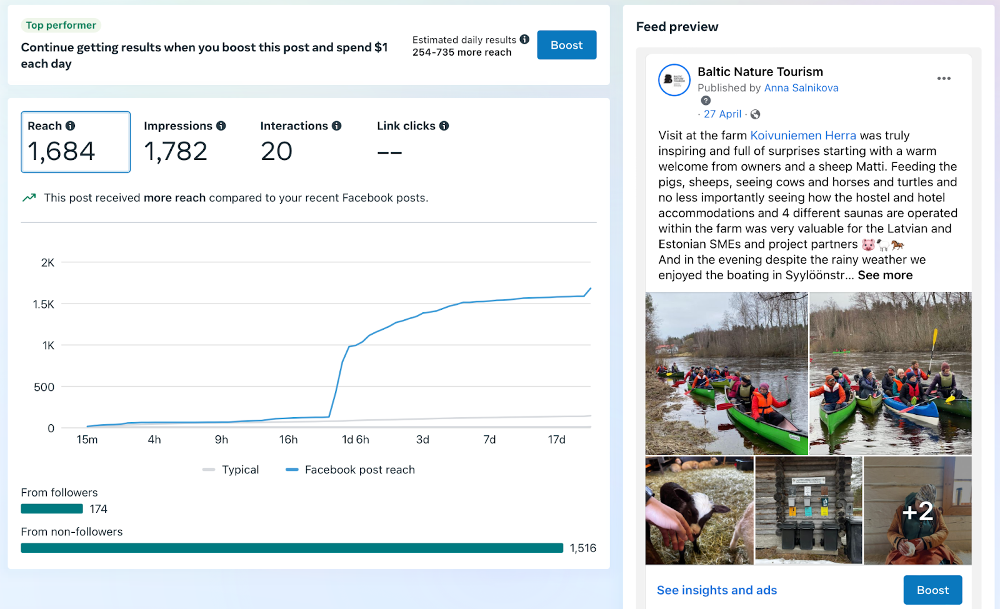 Top performer
Continue getting results when you boost this post and spend $1
each day
Estimated daily results
254-735 more reach
Boost
Reach
1,684
Impressions
1,782
Interactions
20
Link clicks
--
This post received more reach compared to your recent Facebook posts.
2K
1.5K
1K
500
0
15m 4h 9h 16h 1d 6h 3d 7d 17d
Typical Facebook post reach
From followers
174
From non-followers
1,516
Feed preview
BALTIC
NATURE
TOURISM
Baltic Nature Tourism
Published by Anna Salnikova
· 27 April ·
Visit at the farm Koivuniemen Herra was truly
inspiring and full of surprises starting with a warm
welcome from owners and a sheep Matti. Feeding the
pigs, sheeps, seeing cows and horses and turtles and
no less importantly seeing how the hostel and hotel
accommodations and 4 different saunas are operated
within the farm was very valuable for the Latvian and
Estonian SMEs and project partners 🐷🐑🐎
And in the evening despite the rainy weather we
enjoyed the boating in Syylöönstr... See more
+2
See insights and ads
Boost